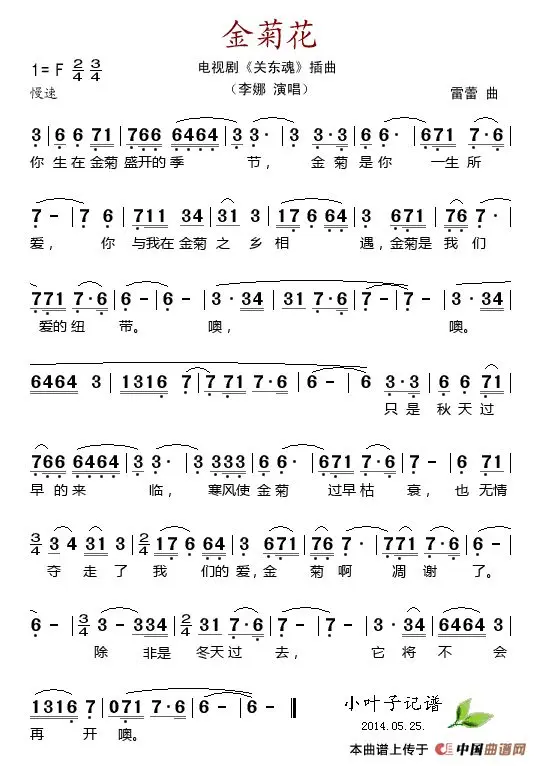 金菊花
1= F 2/4 3/4
电视剧《关东魂》插曲
慢速
（李娜 演唱）
雷蕾 曲
3 | 6 6 71 | 766 6464 | 3 3· | 3 3·3 | 6 6· | 671 7·6 |
你 生 在 金菊 盛开的 季 节， 金 菊 是 你 一生 所
7 - | 7 6 | 711 34 | 31 3 | 176 64 | 3 671 | 76 7· |
爱， 你 与我在 金菊 之 乡 相 遇，金菊是 我 们
771 7·6 | 6 - | 6 - | 3·34 | 31 7·6 | 7 - | 7 - | 3·34 |
爱的 纽 带。 噢， 噢。
6464 3 | 1316 7 | 7 71 7·6 | 6 - | 6 3·3 | 6 6 71 |
只 是 秋 天 过
766 6464 | 3 3· | 3 333 | 6 6· | 671 7·6 | 7 - | 6 71 |
早 的 来 临， 寒风使 金 菊 过早 枯 衰， 也 无情
3/4 34 4 31 3 | 2/4 176 64 | 3 671 | 76 7· | 771 7·6 | 6 - |
夺 走 了 我 们的 爱,金 菊 啊 凋 谢 了。
6 - | 3/4 3 - 334 | 2/4 31 7·6 | 7 - | 3·34 | 6464 3 |
除 非是 冬天 过 去， 它 将 不 会
1316 7 | 071 7·6 | 6 - | 6 - ‖
再 开 噢。
小叶子记谱
2014.05.25.
本曲谱上传于 中国曲谱网